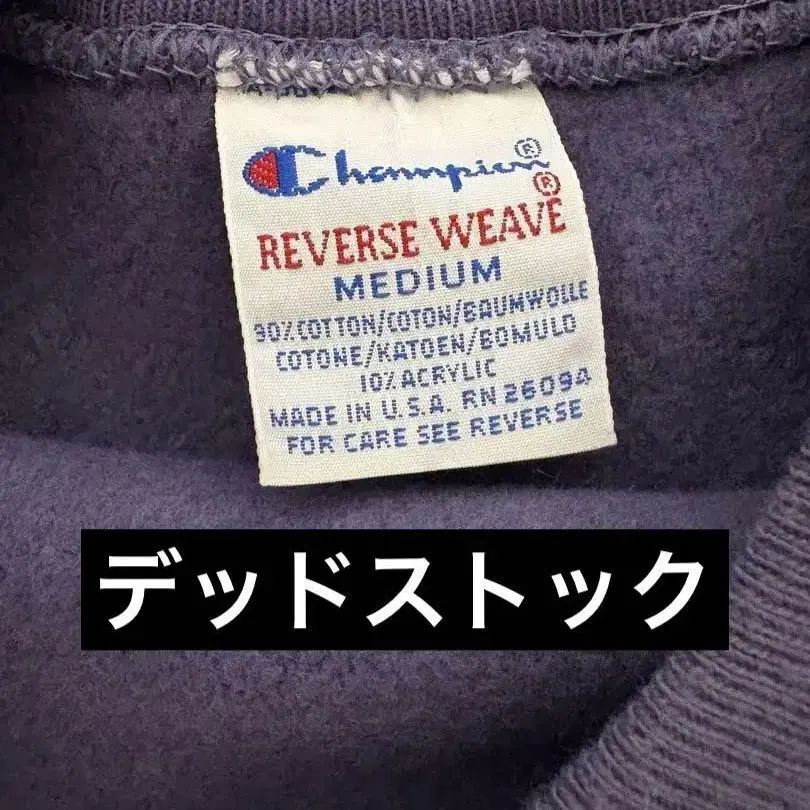 Champion®
REVERSE WEAVE®
MEDIUM
90% COTTON/COTON/BAUMWOLLE
COTONE/KATOEN/BOMULD
10% ACRYLIC
MADE IN U.S.A. RN 26094
FOR CARE SEE REVERSE
デッドストック